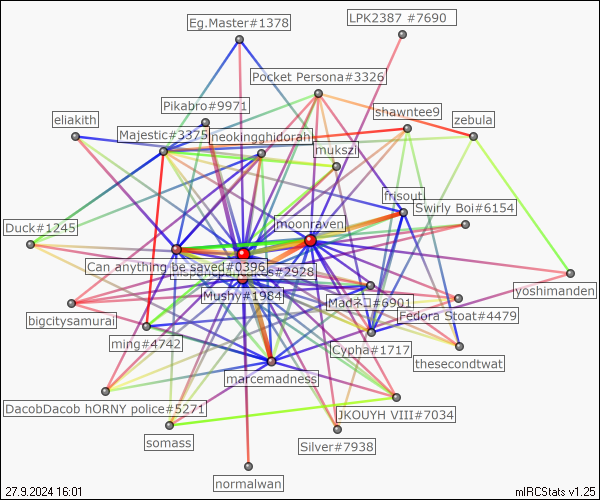 Eg.Master#1378
LPK2387 #7690
Pocket Persona#3326
Pikabro#9971
shawntee9
eliakith
zebula
Majestic#3375
neokingghidorah
mukszi
frisout
Swirly Boi#6154
moonraven
Duck#1245
Can anything be saved#0396
#2928
yoshimanden
Mushy#1984
Madネコ#6901
bigcitysamurai
Fedora Stoat#4479
ming#4742
Cypha#1717
thesecondtwat
marcemadness
DacobDacob hORNY police#5271
JKOUYH VIII#7034
somass
Silver#7938
normalwan
27.9.2024 16:01
mIRCStats v1.25